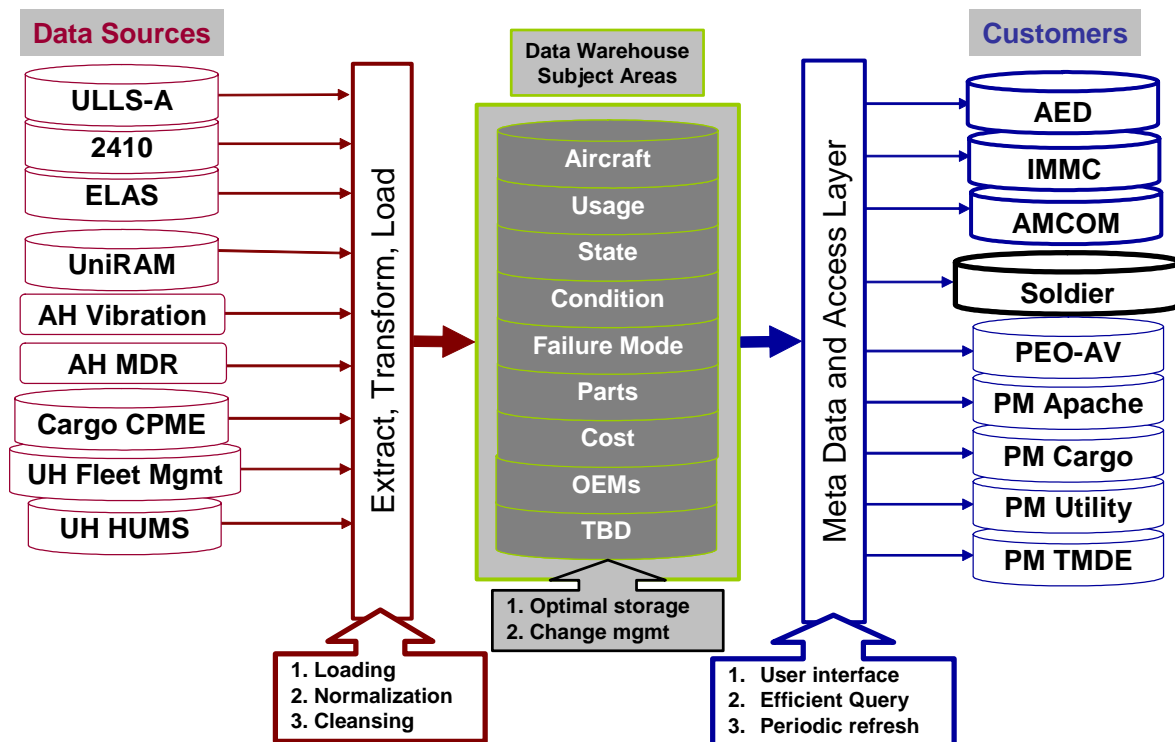 Data Sources
ULLS-A
2410
ELAS
UniRAM
AH Vibration
AH MDR
Cargo CPME
UH Fleet Mgmt
UH HUMS
Extract, Transform, Load
1. Loading
2. Normalization
3. Cleansing
Data Warehouse
Subject Areas
Aircraft
Usage
State
Condition
Failure Mode
Parts
Cost
OEMs
TBD
1. Optimal storage
2. Change mgmt
Meta Data and Access Layer
1. User interface
2. Efficient Query
3. Periodic refresh
Customers
AED
IMMC
AMCOM
Soldier
PEO-AV
PM Apache
PM Cargo
PM Utility
PM TMDE